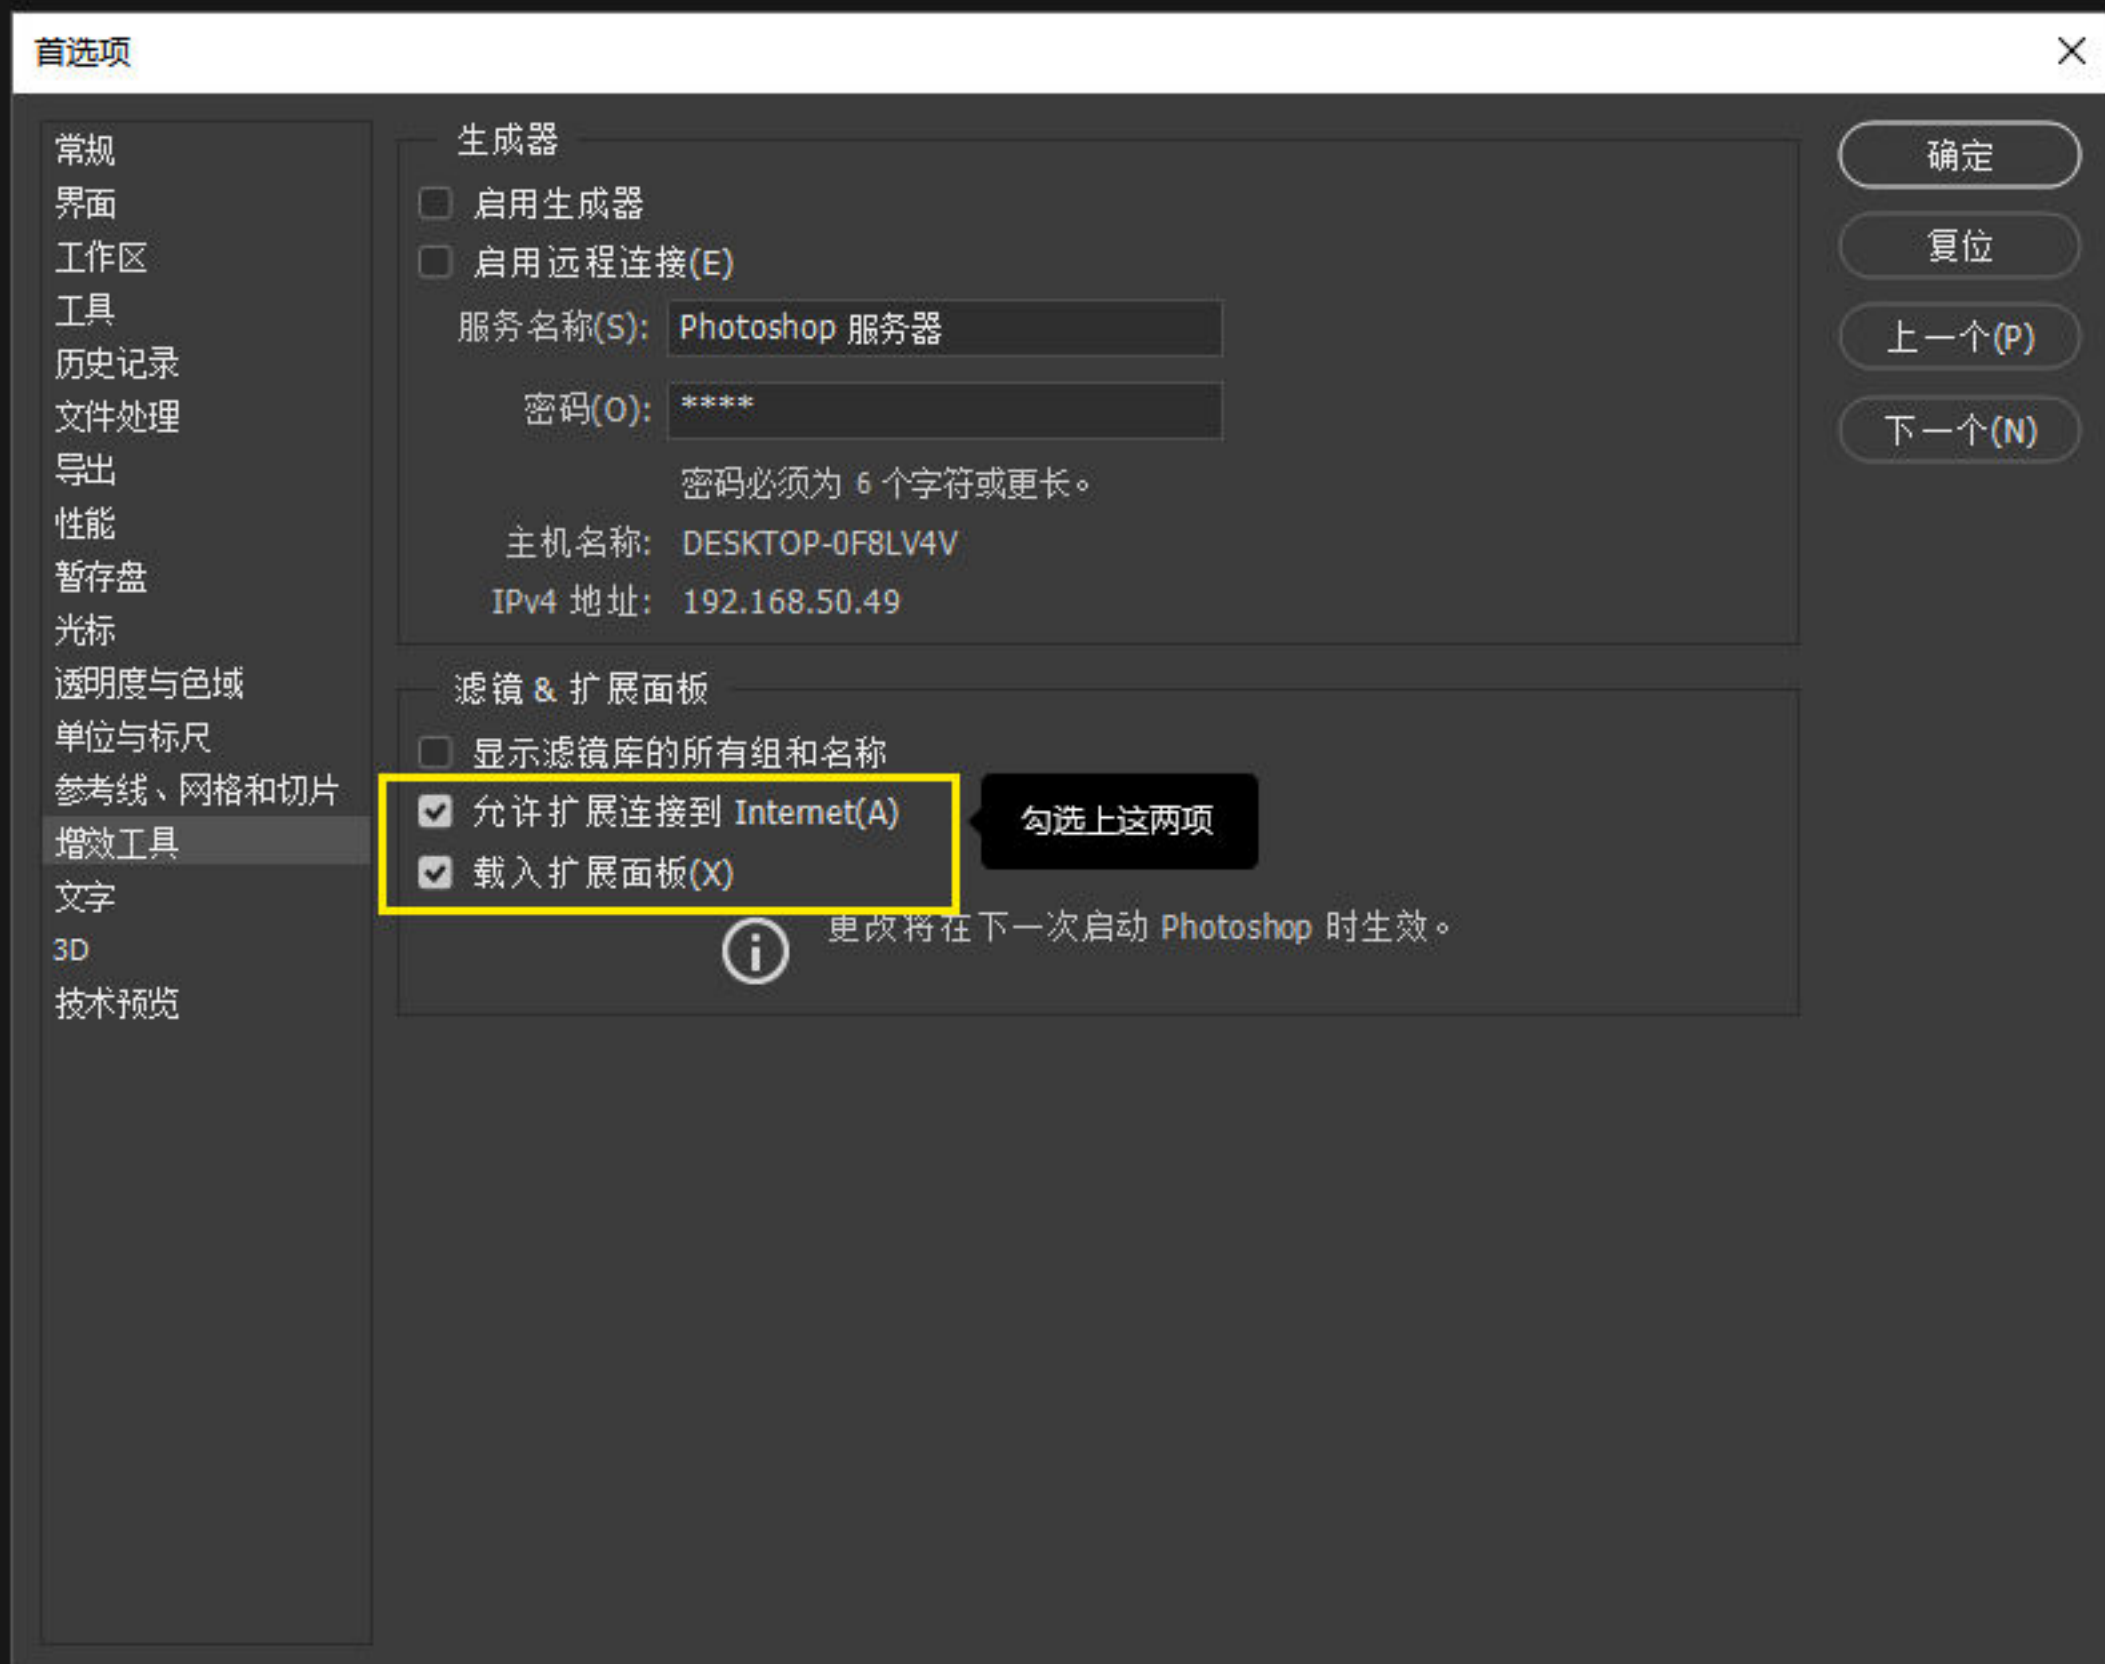 首选项
常规
界面
工作区
工具
历史记录
文件处理
导出
性能
暂存盘
光标
透明度与色域
单位与标尺
参考线、网格和切片
增效工具
文字
3D
技术预览
生成器
启用生成器
启用远程连接(E)
服务名称(S): Photoshop 服务器
密码(O): ****
密码必须为 6 个字符或更长。
主机名称: DESKTOP-0F8LV4V
IPv4 地址: 192.168.50.49
滤镜 & 扩展面板
显示滤镜库的所有组和名称
允许扩展连接到 Internet(A)
载入扩展面板(X)
勾选上这两项
更改将在下一次启动 Photoshop 时生效。
确定
复位
上一个(P)
下一个(N)